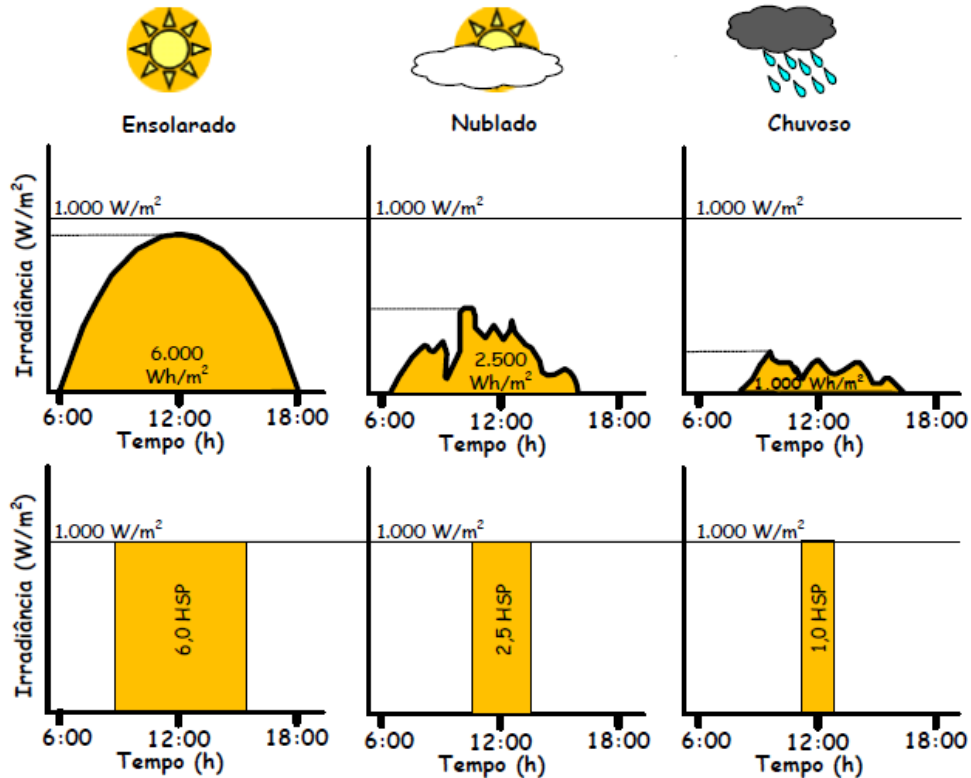 Ensolarado
Nublado
Chuvoso
Irradiância (W/m²)
1.000 W/m²
1.000 W/m²
1.000 W/m²
6.000
Wh/m²
2.500
Wh/m²
1.000 Wh/m²
6:00 12:00 18:00
Tempo (h)
6:00 12:00 18:00
Tempo (h)
6:00 12:00 18:00
Tempo (h)
Irradiância (W/m²)
1.000 W/m²
1.000 W/m²
1.000 W/m²
6,0 HSP
2,5 HSP
1,0 HSP
6:00 12:00 18:00
Tempo (h)
6:00 12:00 18:00
Tempo (h)
6:00 12:00 18:00
Tempo (h)